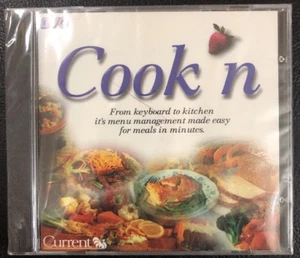 Cook'n
From keyboard to kitchen
it's menu management made easy
for meals in minutes.
Current